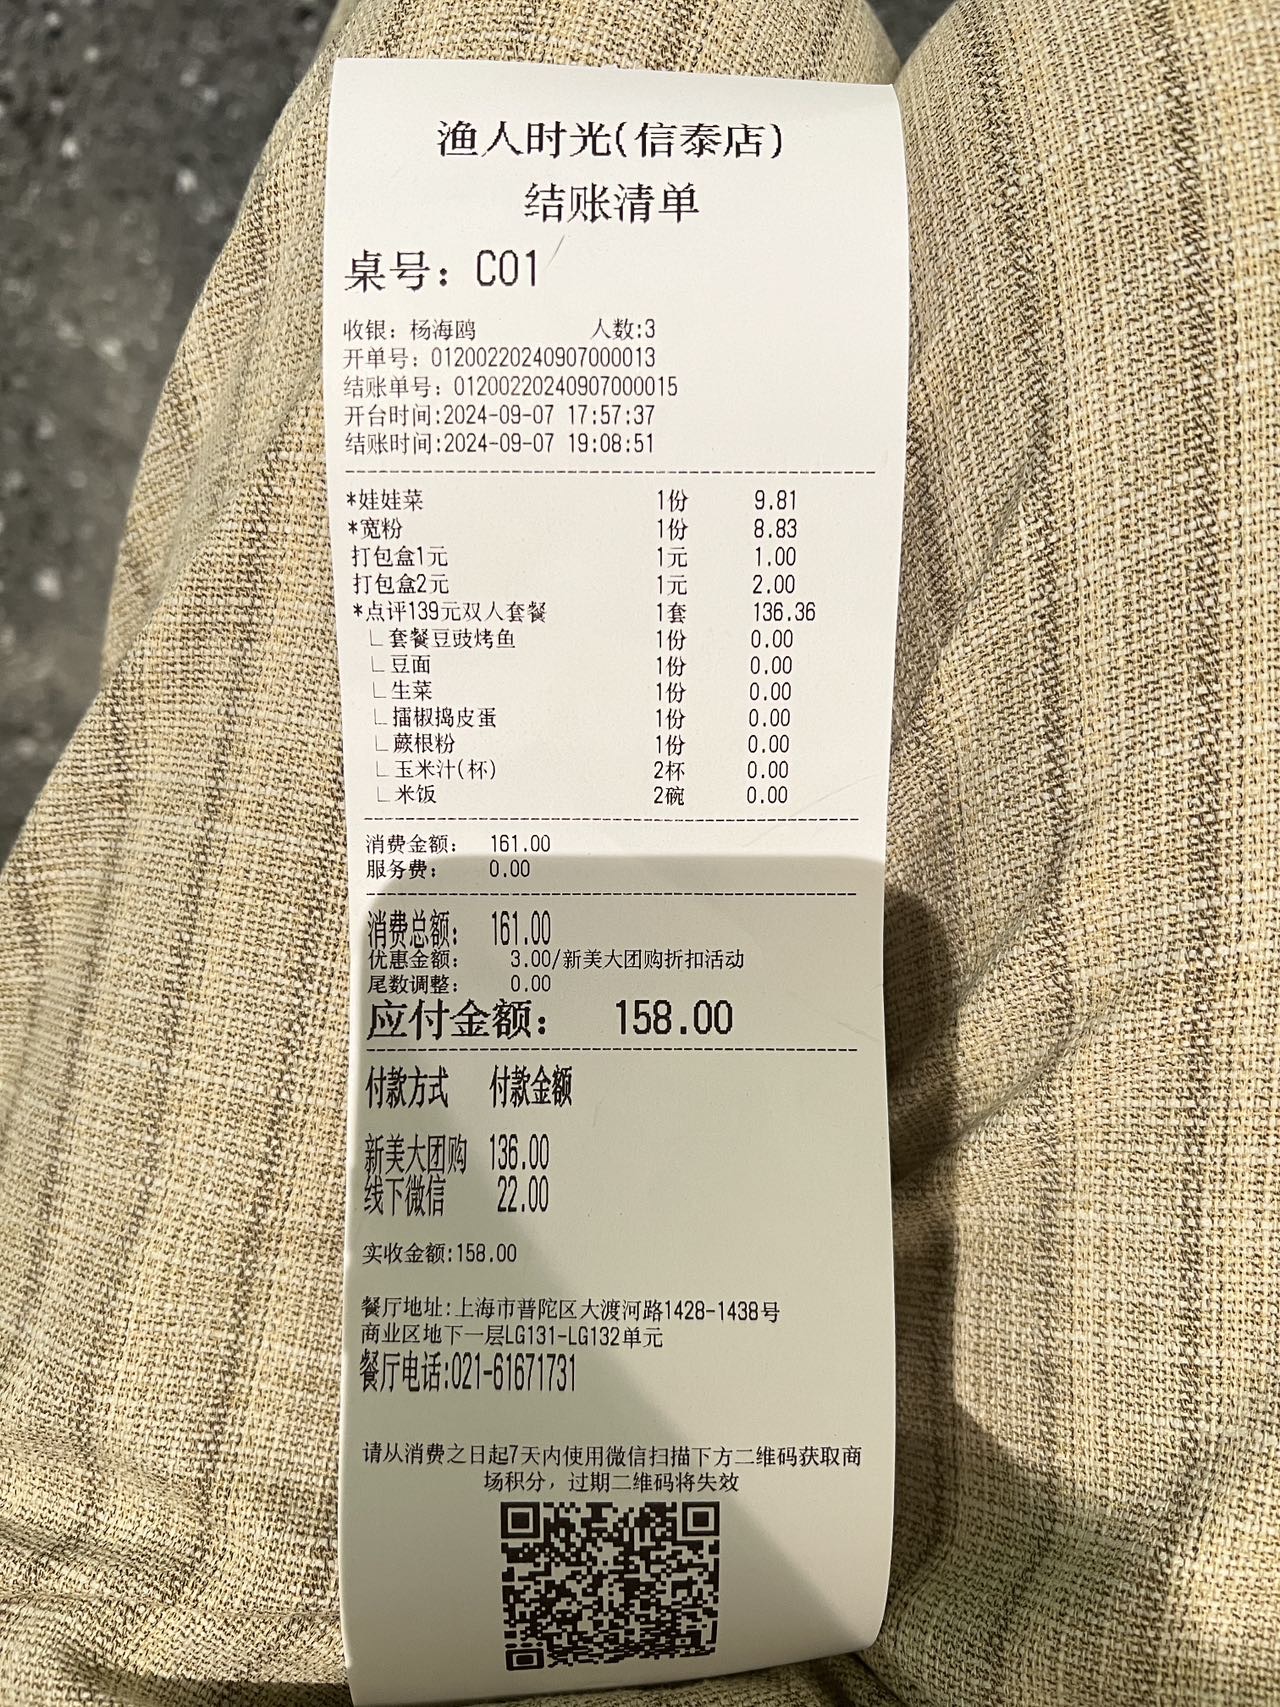 渔人时光(信泰店)
结账清单
桌号：C01
收银：杨海鸥 人数:3
开单号：01200220240907000013
结账单号：01200220240907000015
开台时间:2024-09-07 17:57:37
结账时间:2024-09-07 19:08:51
*娃娃菜 1份 9.81
*宽粉 1份 8.83
打包盒1元 1元 1.00
打包盒2元 1元 2.00
*点评139元双人套餐 1套 136.36
∟套餐豆豉烤鱼 1份 0.00
∟豆面 1份 0.00
∟生菜 1份 0.00
∟擂椒捣皮蛋 1份 0.00
∟蕨根粉 1份 0.00
∟玉米汁(杯) 2杯 0.00
∟米饭 2碗 0.00
消费金额： 161.00
服务费： 0.00
消费总额： 161.00
优惠金额： 3.00/新美大团购折扣活动
尾数调整： 0.00
应付金额： 158.00
付款方式 付款金额
新美大团购 136.00
线下微信 22.00
实收金额:158.00
餐厅地址:上海市普陀区大渡河路1428-1438号
商业区地下一层LG131-LG132单元
餐厅电话:021-61671731
请从消费之日起7天内使用微信扫描下方二维码获取商
场积分，过期二维码将失效